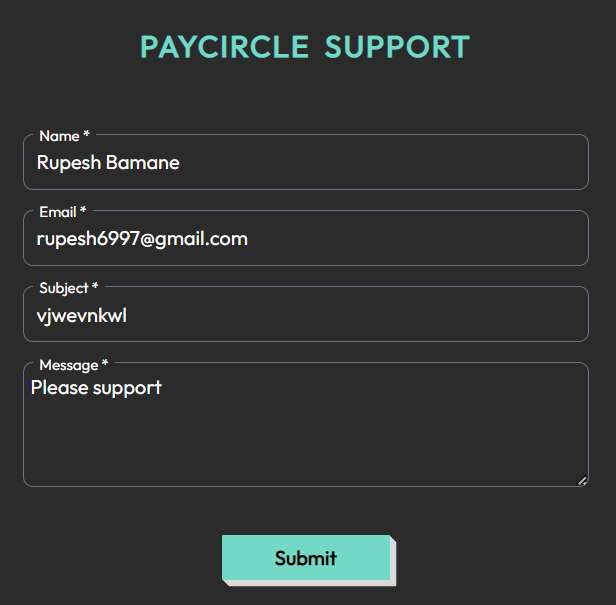 PAYCIRCLE SUPPORT
Name *
Rupesh Bamane
Email *
rupesh6997@gmail.com
Subject *
vjwevnkwl
Message *
Please support
Submit